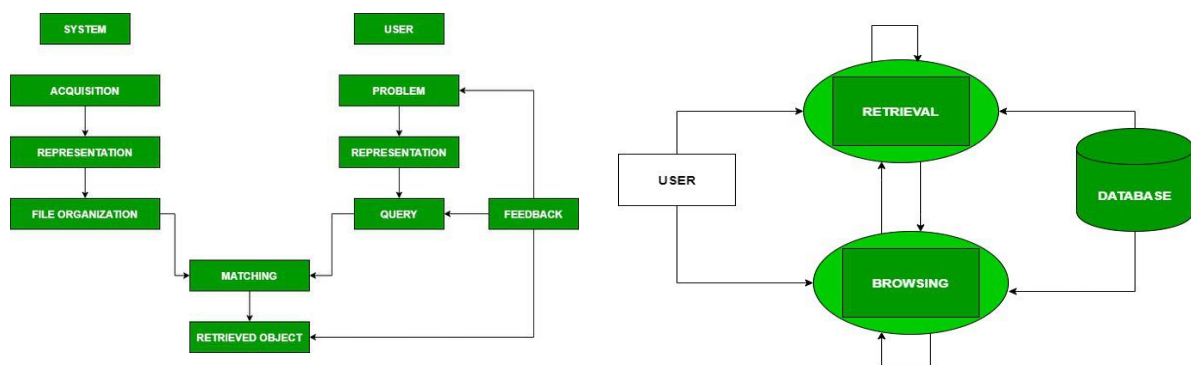 SYSTEM
USER
ACQUISITION
PROBLEM
REPRESENTATION
REPRESENTATION
FILE ORGANIZATION
QUERY
FEEDBACK
MATCHING
RETRIEVED OBJECT
RETRIEVAL
USER
DATABASE
BROWSING